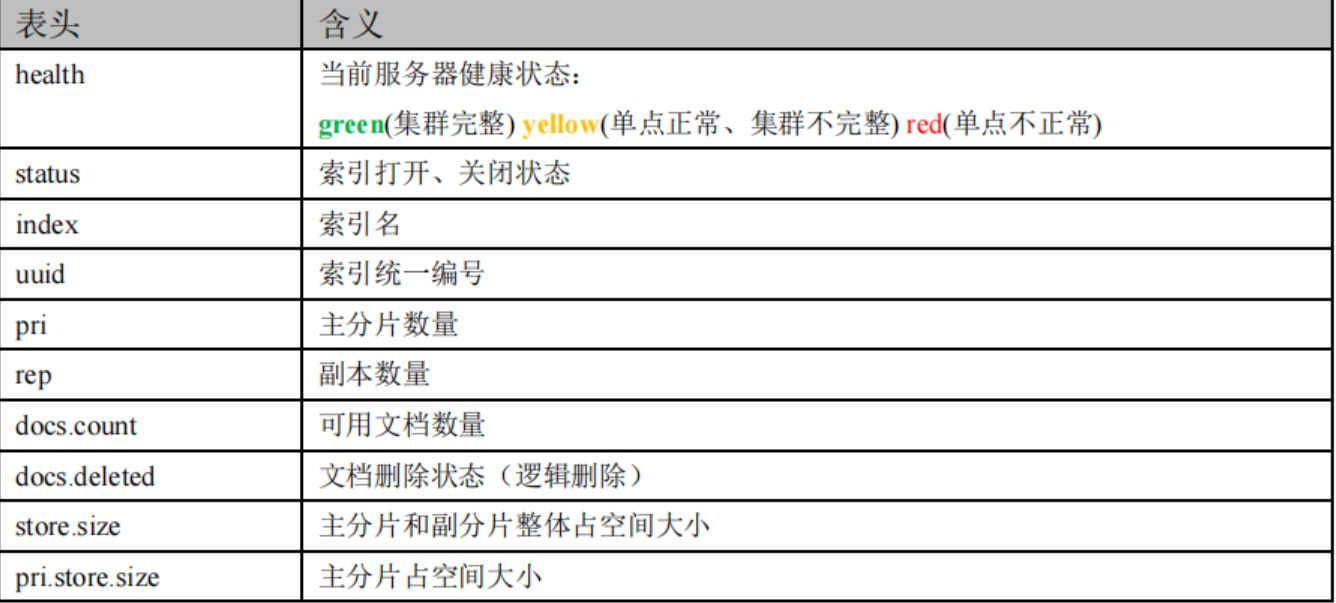 表头 含义
health 当前服务器健康状态：
green(集群完整) yellow(单点正常、集群不完整) red(单点不正常)
status 索引打开、关闭状态
index 索引名
uuid 索引统一编号
pri 主分片数量
rep 副本数量
docs.count 可用文档数量
docs.deleted 文档删除状态（逻辑删除）
store.size 主分片和副分片整体占空间大小
pri.store.size 主分片占空间大小